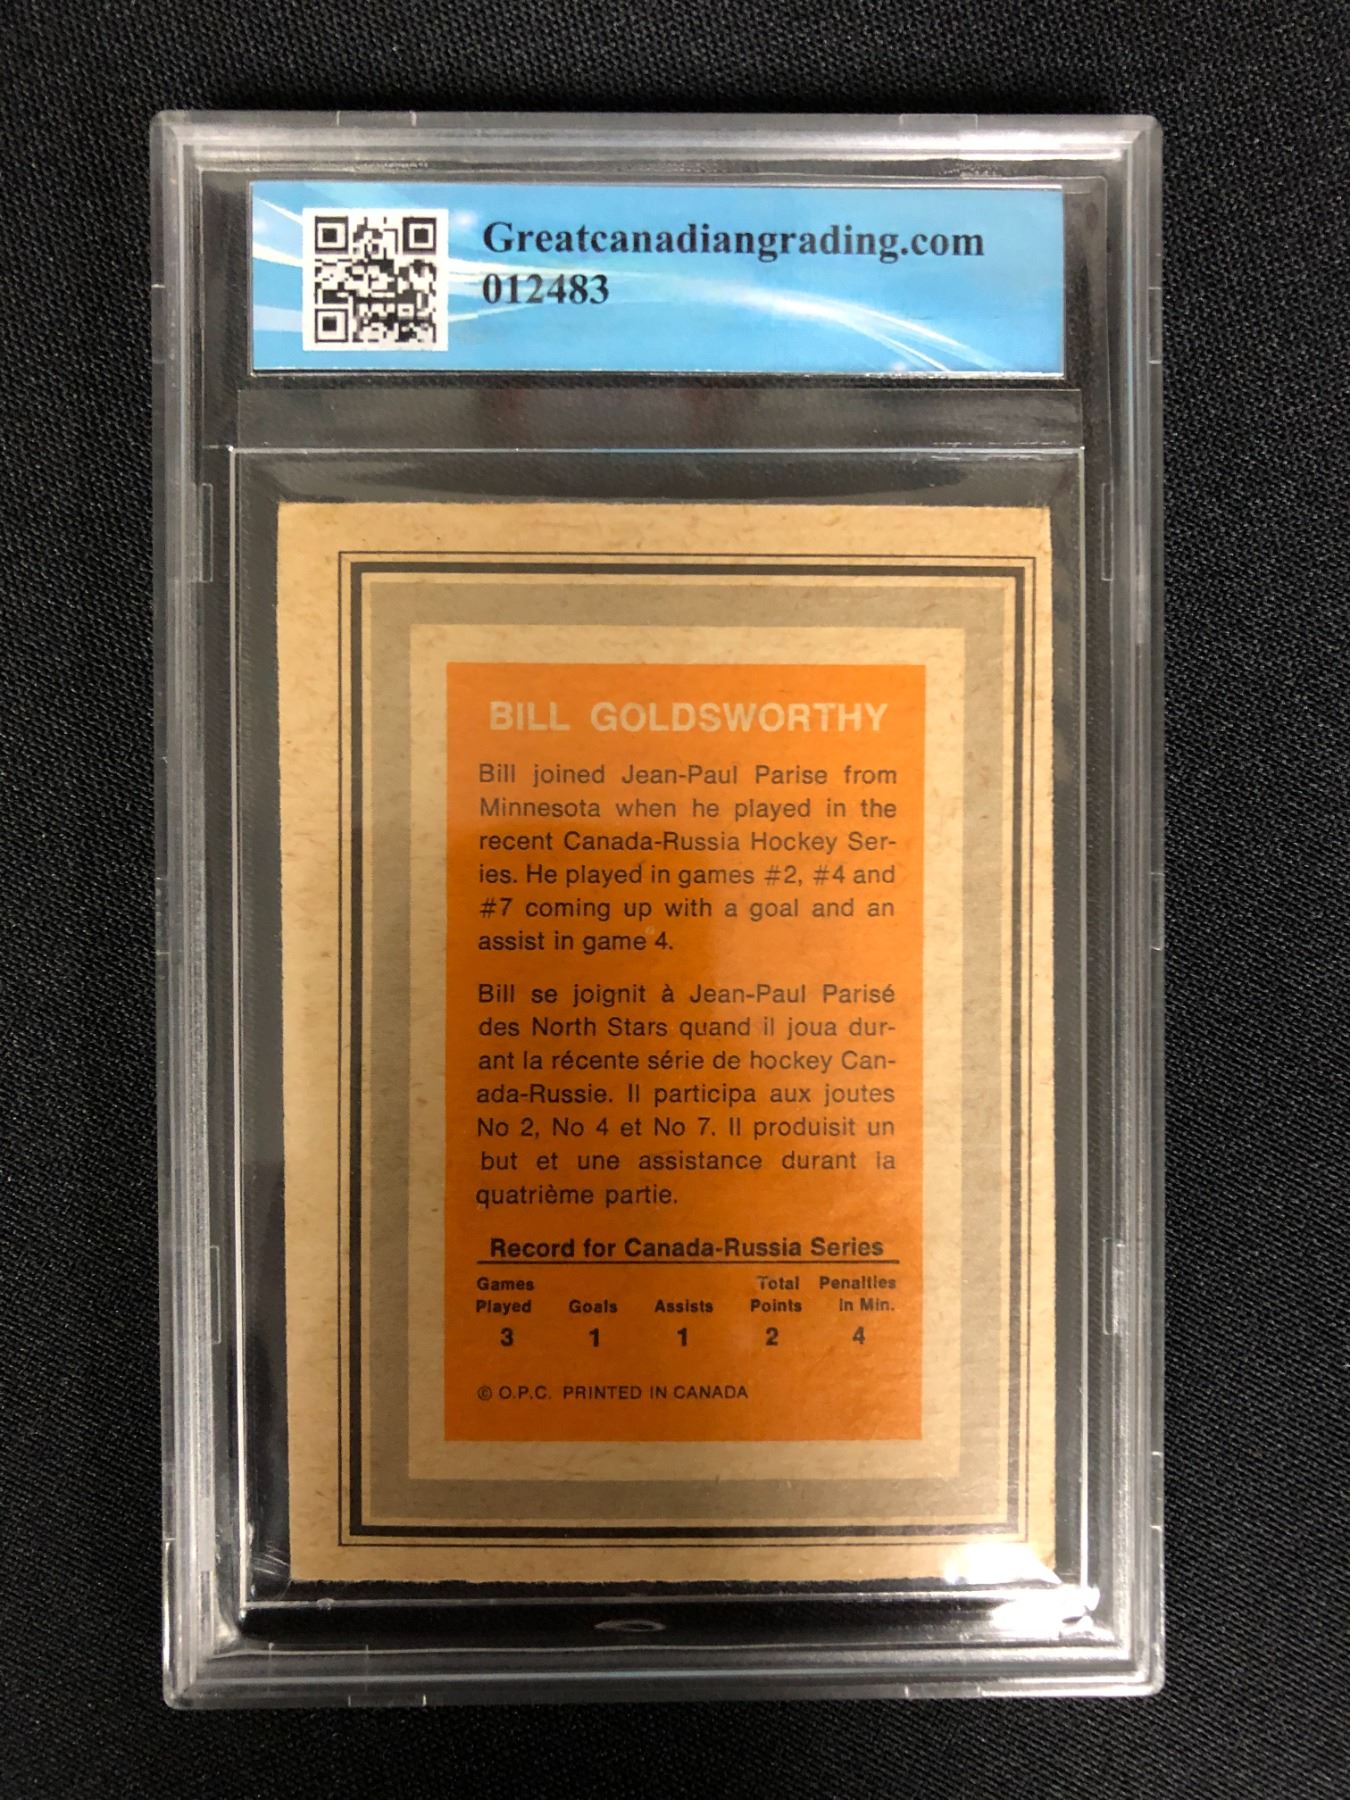 Greatcanadiangrading.com
012483
BILL GOLDSWORTHY
Bill joined Jean-Paul Parise from
Minnesota when he played in the
recent Canada-Russia Hockey Ser-
ies. He played in games #2, #4 and
#7 coming up with a goal and an
assist in game 4.
Bill se joignit à Jean-Paul Parisé
des North Stars quand il joua dur-
ant la récente série de hockey Can-
ada-Russie. Il participa aux joutes
No 2, No 4 et No 7. Il produisit un
but et une assistance durant la
quatrième partie.
Record for Canada-Russia Series
Games Total Penalties
Played Goals Assists Points in Min.
3 1 1 2 4
© O.P.C. PRINTED IN CANADA